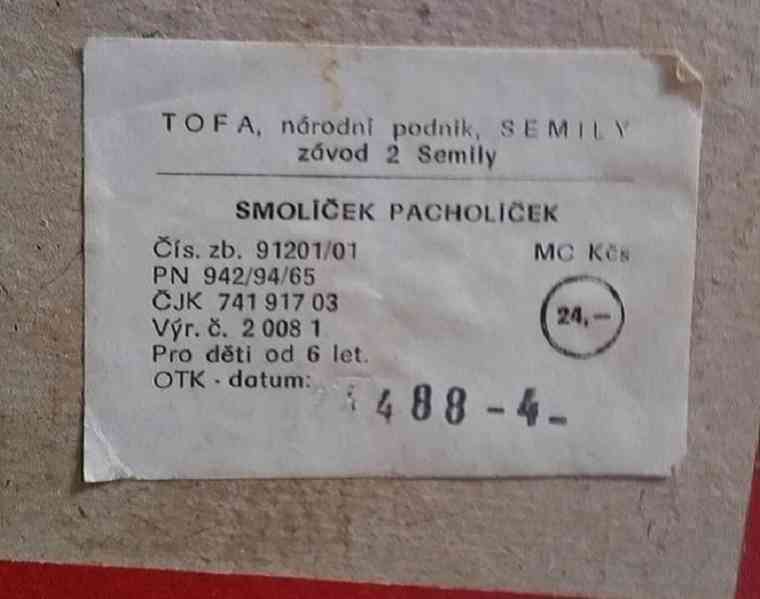 TOFA, národní podnik, SEMILY
závod 2 Semily
SMOLÍČEK PACHOLÍČEK
Čís. zb. 91201/01 MC Kčs
PN 942/94/65
ČJK 741 917 03 24,—
Výr. č. 2 008 1
Pro děti od 6 let.
OTK - datum: 488-4-